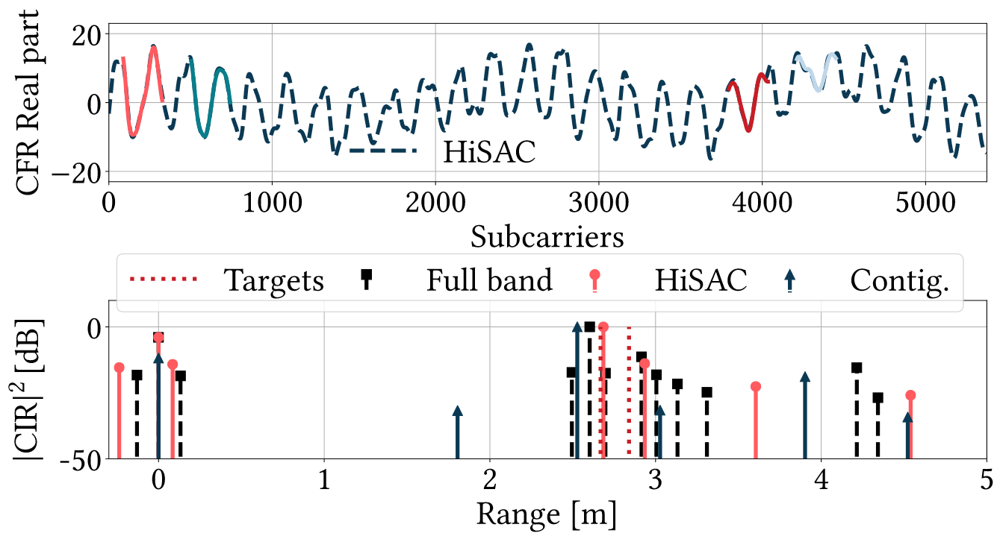 CFR Real part
20
0
−20
HiSAC
0 1000 2000 3000 4000 5000
Subcarriers
Targets Full band HiSAC Contig.
|CIR|² [dB]
0
-50
0 1 2 3 4 5
Range [m]